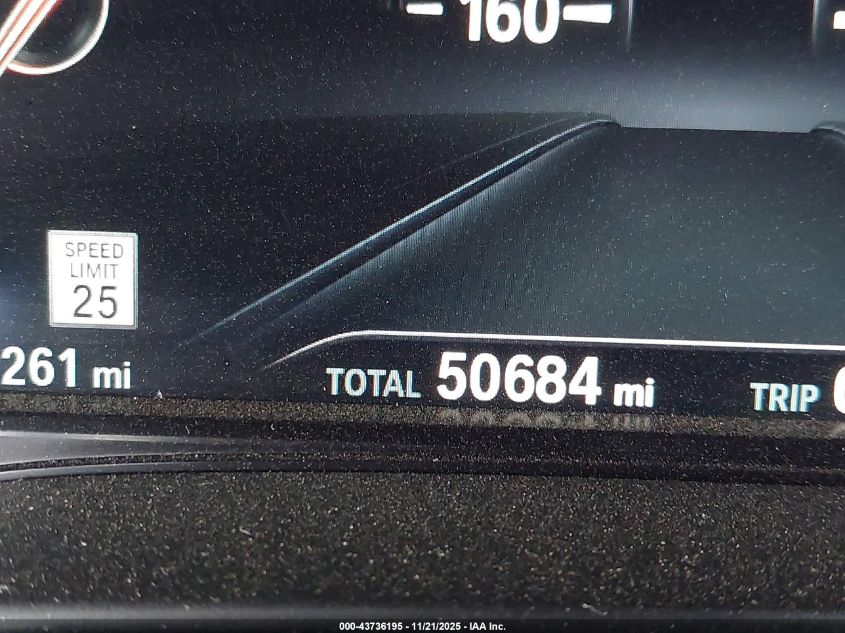 160
SPEED
LIMIT
25
261 mi
TOTAL 50684 mi
TRIP
000-43736195 - 11/21/2025 - IAA Inc.